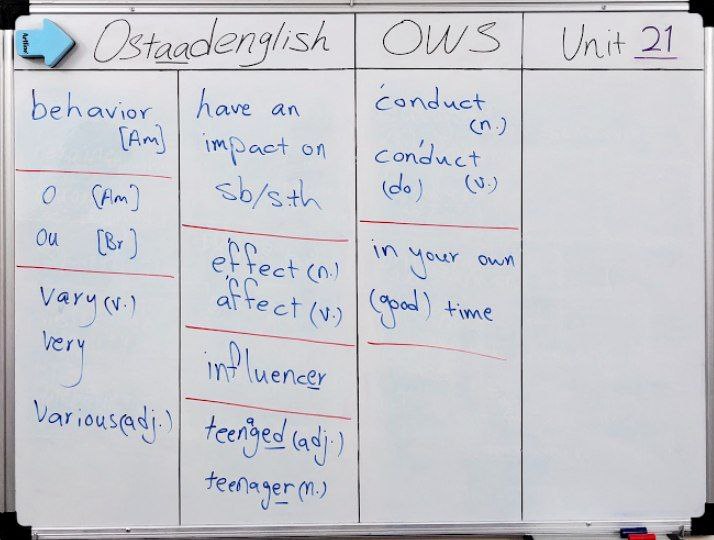 Ostaadenglish
OWS
Unit 21
behavior
[Am]
O [Am]
Ou [Br]
Vary (v.)
Very
Various (adj.)
have an
impact on
sb/sth
effect (n.)
affect (v.)
influencer
teenaged (adj.)
teenager (n.)
conduct
(n.)
conduct
(do) (v.)
in your own
(good) time